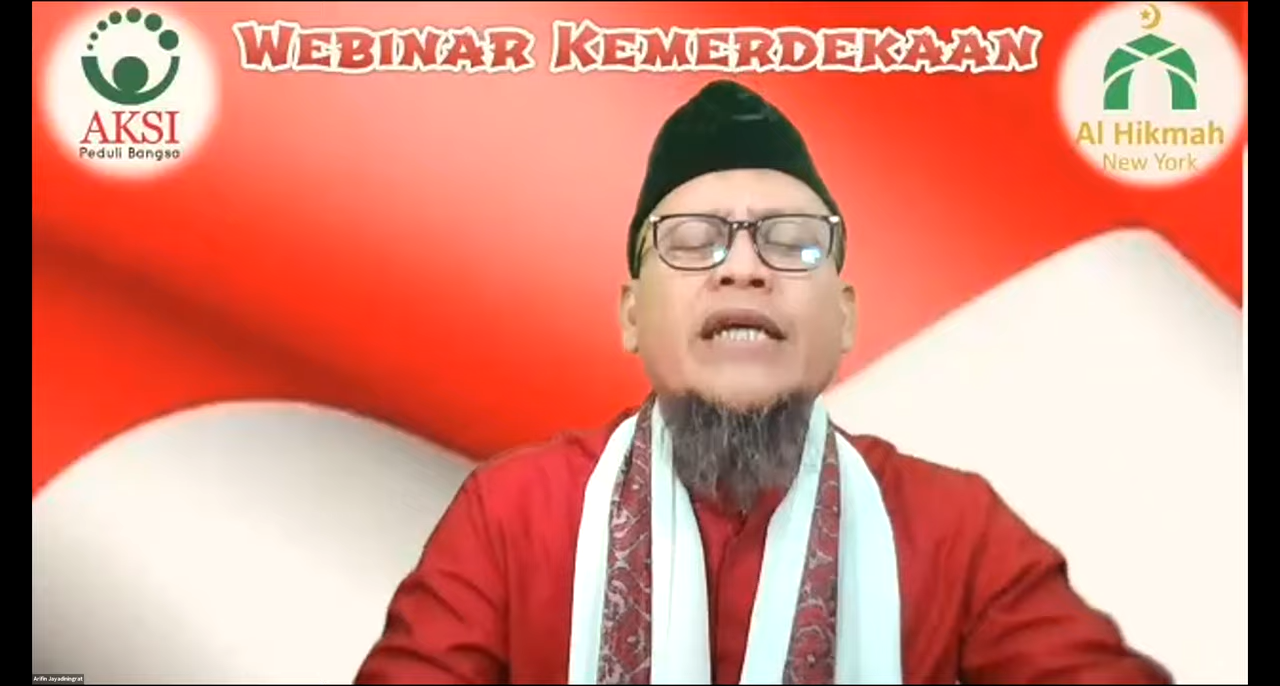 WEBINAR KEMERDEKAAN
AKSI
Peduli Bangsa
Al Hikmah
New York
Arifin Jayadiningrat